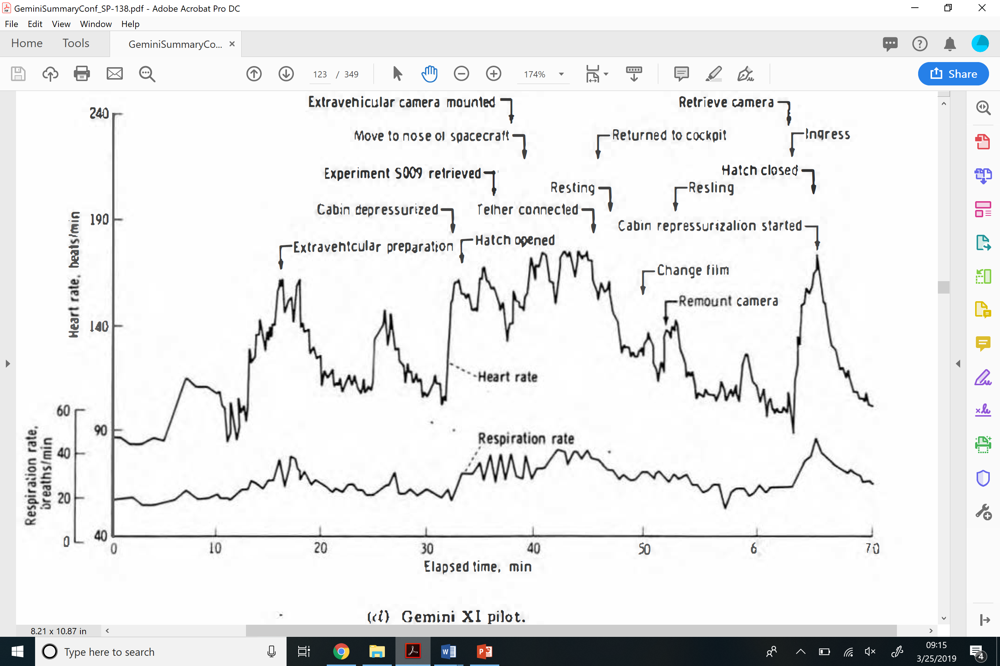 GeminiSummaryConf_SP-138.pdf - Adobe Acrobat Pro DC
File Edit View Window Help
Home Tools GeminiSummaryCo... ×
123 / 349 174% Share
Extravehicular camera mounted
Retrieve camera
240
Move to nose of spacecraft
Returned to cockpit
Ingress
Experiment S009 retrieved
Hatch closed
Resting
Resting
Cabin depressurized
Tether connected
190
Cabin repressurization started
Extravehicular preparation
Hatch opened
Change film
Remount camera
Heart rate, beats/min
140
Heart rate
60
90
Respiration rate
Respiration rate,
breaths/min
40
20
40
0
0 10 20 30 40 50 6 70
Elapsed time, min
(d) Gemini XI pilot.
8.21 x 10.87 in
Type here to search
09:15
3/25/2019
4